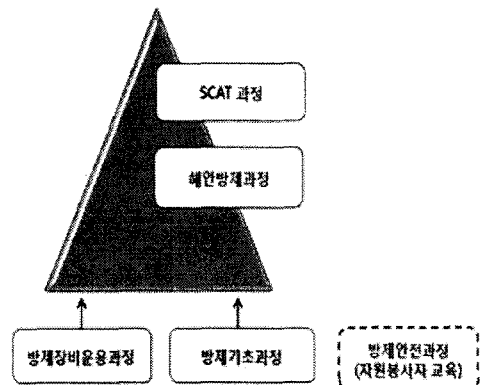 SCAT 과정
해안방제과정
방제장비운용과정
방제기초과정
방제안전과정
(자원봉사자 교육)